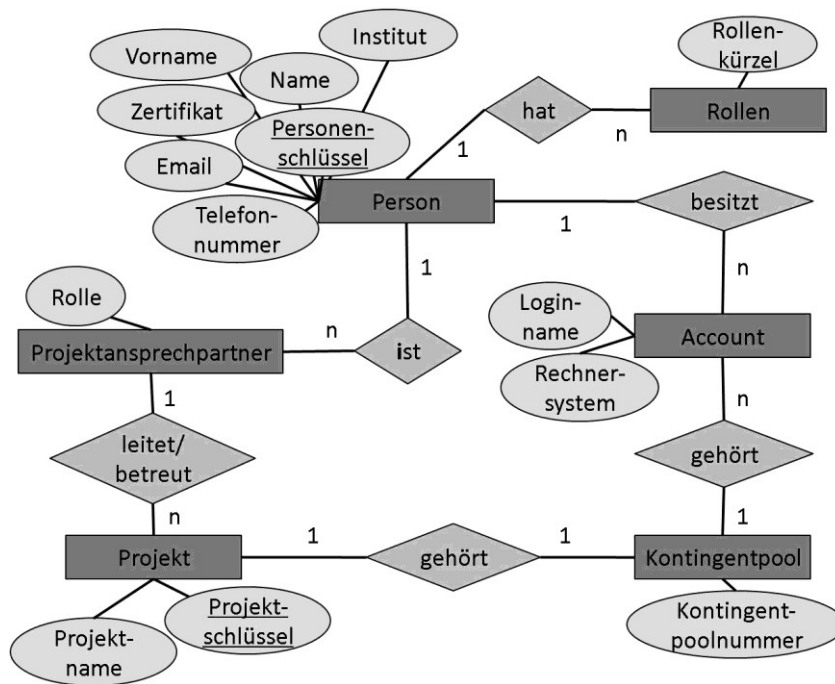 Institut
Vorname
Name
Rollen-
kürzel
Zertifikat
Personen-
schlüssel
hat
Rollen
1
n
Email
Person
besitzt
Telefon-
nummer
1
1
n
Rolle
Login-
name
Account
Projektansprechpartner
n
ist
Rechner-
system
1
n
leitet/
betreut
gehört
n
1
1
1
Projekt
gehört
Kontingentpool
Projekt-
schlüssel
Kontingent-
poolnummer
Projekt-
name